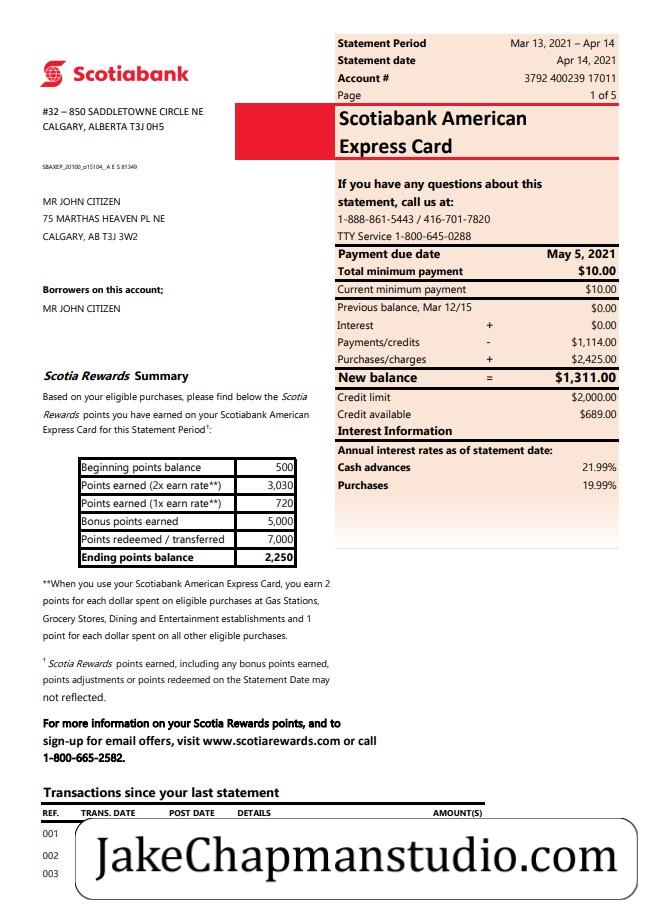 Scotiabank
Statement Period Mar 13, 2021 – Apr 14
Statement date Apr 14, 2021
Account # 3792 400239 17011
Page 1 of 5
#32 – 850 SADDLETOWNE CIRCLE NE
CALGARY, ALBERTA T3J 0H5
Scotiabank American
Express Card
SBAXEP_20100_o15104_ A E S 81349
MR JOHN CITIZEN
75 MARTHAS HEAVEN PL NE
CALGARY, AB T3J 3W2
Borrowers on this account;
MR JOHN CITIZEN
If you have any questions about this
statement, call us at:
1-888-861-5443 / 416-701-7820
TTY Service 1-800-645-0288
Payment due date May 5, 2021
Total minimum payment $10.00
Current minimum payment $10.00
Previous balance, Mar 12/15 $0.00
Interest + $0.00
Payments/credits - $1,114.00
Purchases/charges + $2,425.00
New balance = $1,311.00
Credit limit $2,000.00
Credit available $689.00
Interest Information
Annual interest rates as of statement date:
Cash advances 21.99%
Purchases 19.99%
Scotia Rewards Summary
Based on your eligible purchases, please find below the Scotia
Rewards points you have earned on your Scotiabank American
Express Card for this Statement Period†:
Beginning points balance 500
Points earned (2x earn rate**) 3,030
Points earned (1x earn rate**) 720
Bonus points earned 5,000
Points redeemed / transferred 7,000
Ending points balance 2,250
**When you use your Scotiabank American Express Card, you earn 2
points for each dollar spent on eligible purchases at Gas Stations,
Grocery Stores, Dining and Entertainment establishments and 1
point for each dollar spent on all other eligible purchases.
† Scotia Rewards points earned, including any bonus points earned,
points adjustments or points redeemed on the Statement Date may
not reflected.
For more information on your Scotia Rewards points, and to
sign-up for email offers, visit www.scotiarewards.com or call
1-800-665-2582.
Transactions since your last statement
REF. TRANS. DATE POST DATE DETAILS AMOUNT(S)
001
002
003
JakeChapmanstudio.com